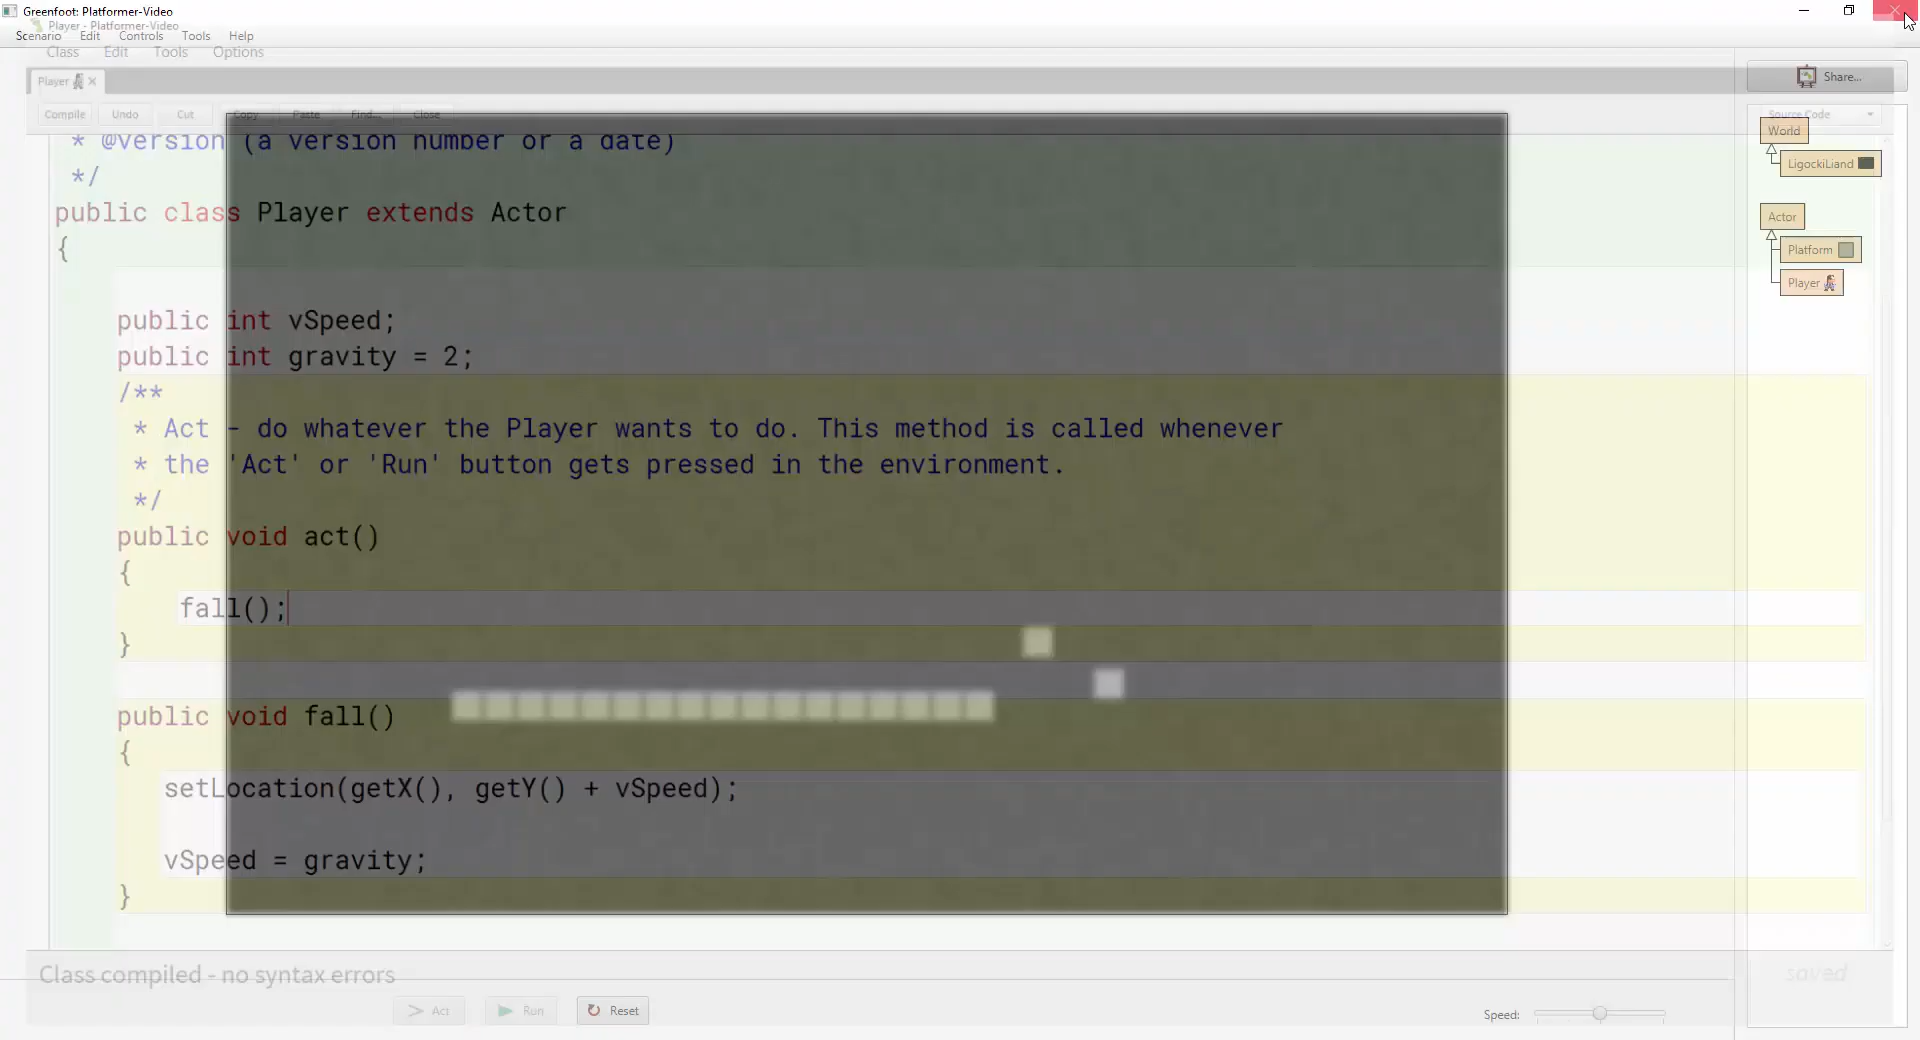 Greenfoot: Platformer-Video
Player - Platformer-Video
Scenario Edit Controls Tools Help
Class Edit Tools Options
Player
Share...
Compile Undo Cut Copy Paste Find... Close
Source Code
World
LigockiLiand
Actor
Platform
Player
* @version (a version number or a date)
*/
public class Player extends Actor
{
public int vSpeed;
public int gravity = 2;
/**
* Act - do whatever the Player wants to do. This method is called whenever
* the 'Act' or 'Run' button gets pressed in the environment.
*/
public void act()
{
fall();
}
public void fall()
{
setLocation(getX(), getY() + vSpeed);
vSpeed = gravity;
}
Class compiled - no syntax errors
saved
Act Run Reset
Speed: